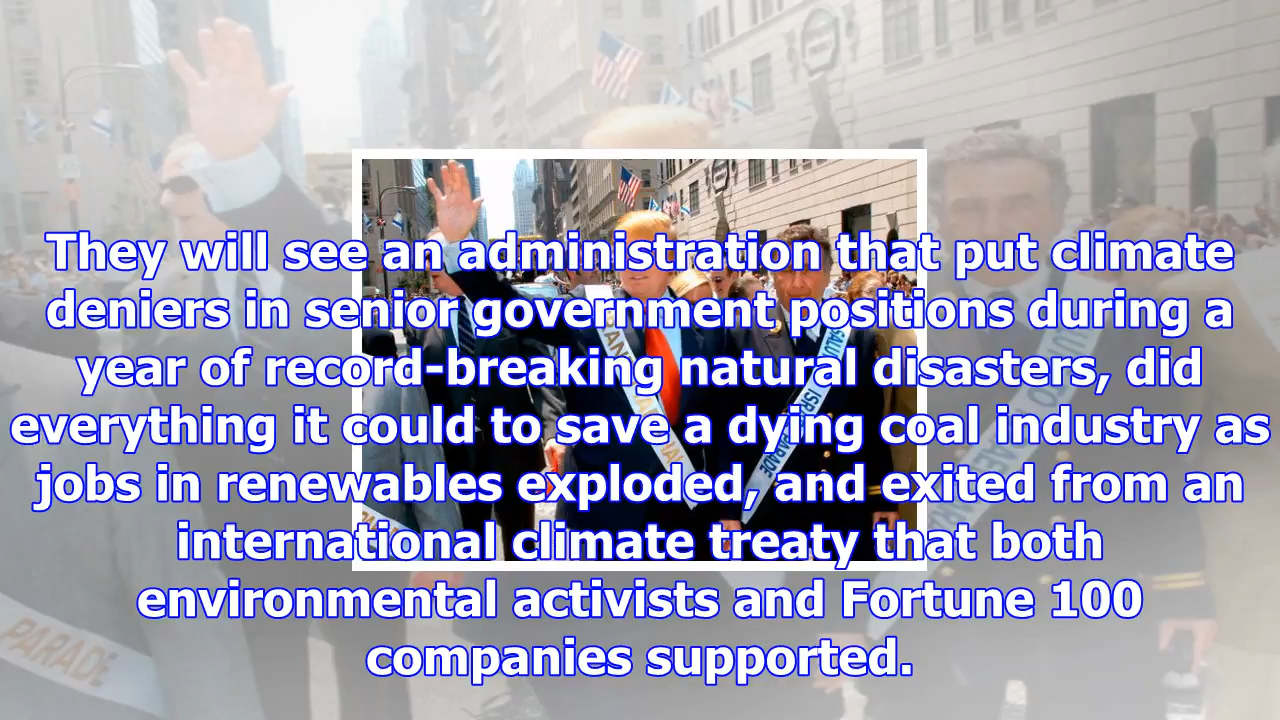 They will see an administration that put climate
deniers in senior government positions during a
year of record-breaking natural disasters, did
everything it could to save a dying coal industry as
jobs in renewables exploded, and exited from an
international climate treaty that both
environmental activists and Fortune 100
companies supported.
PARADE